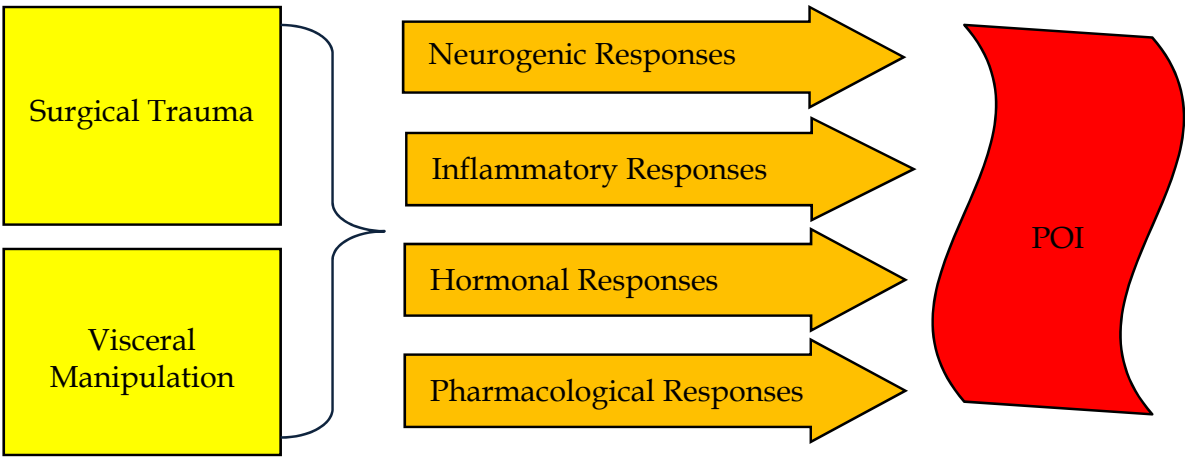 Surgical Trauma
Visceral
Manipulation
Neurogenic Responses
Inflammatory Responses
Hormonal Responses
Pharmacological Responses
POI